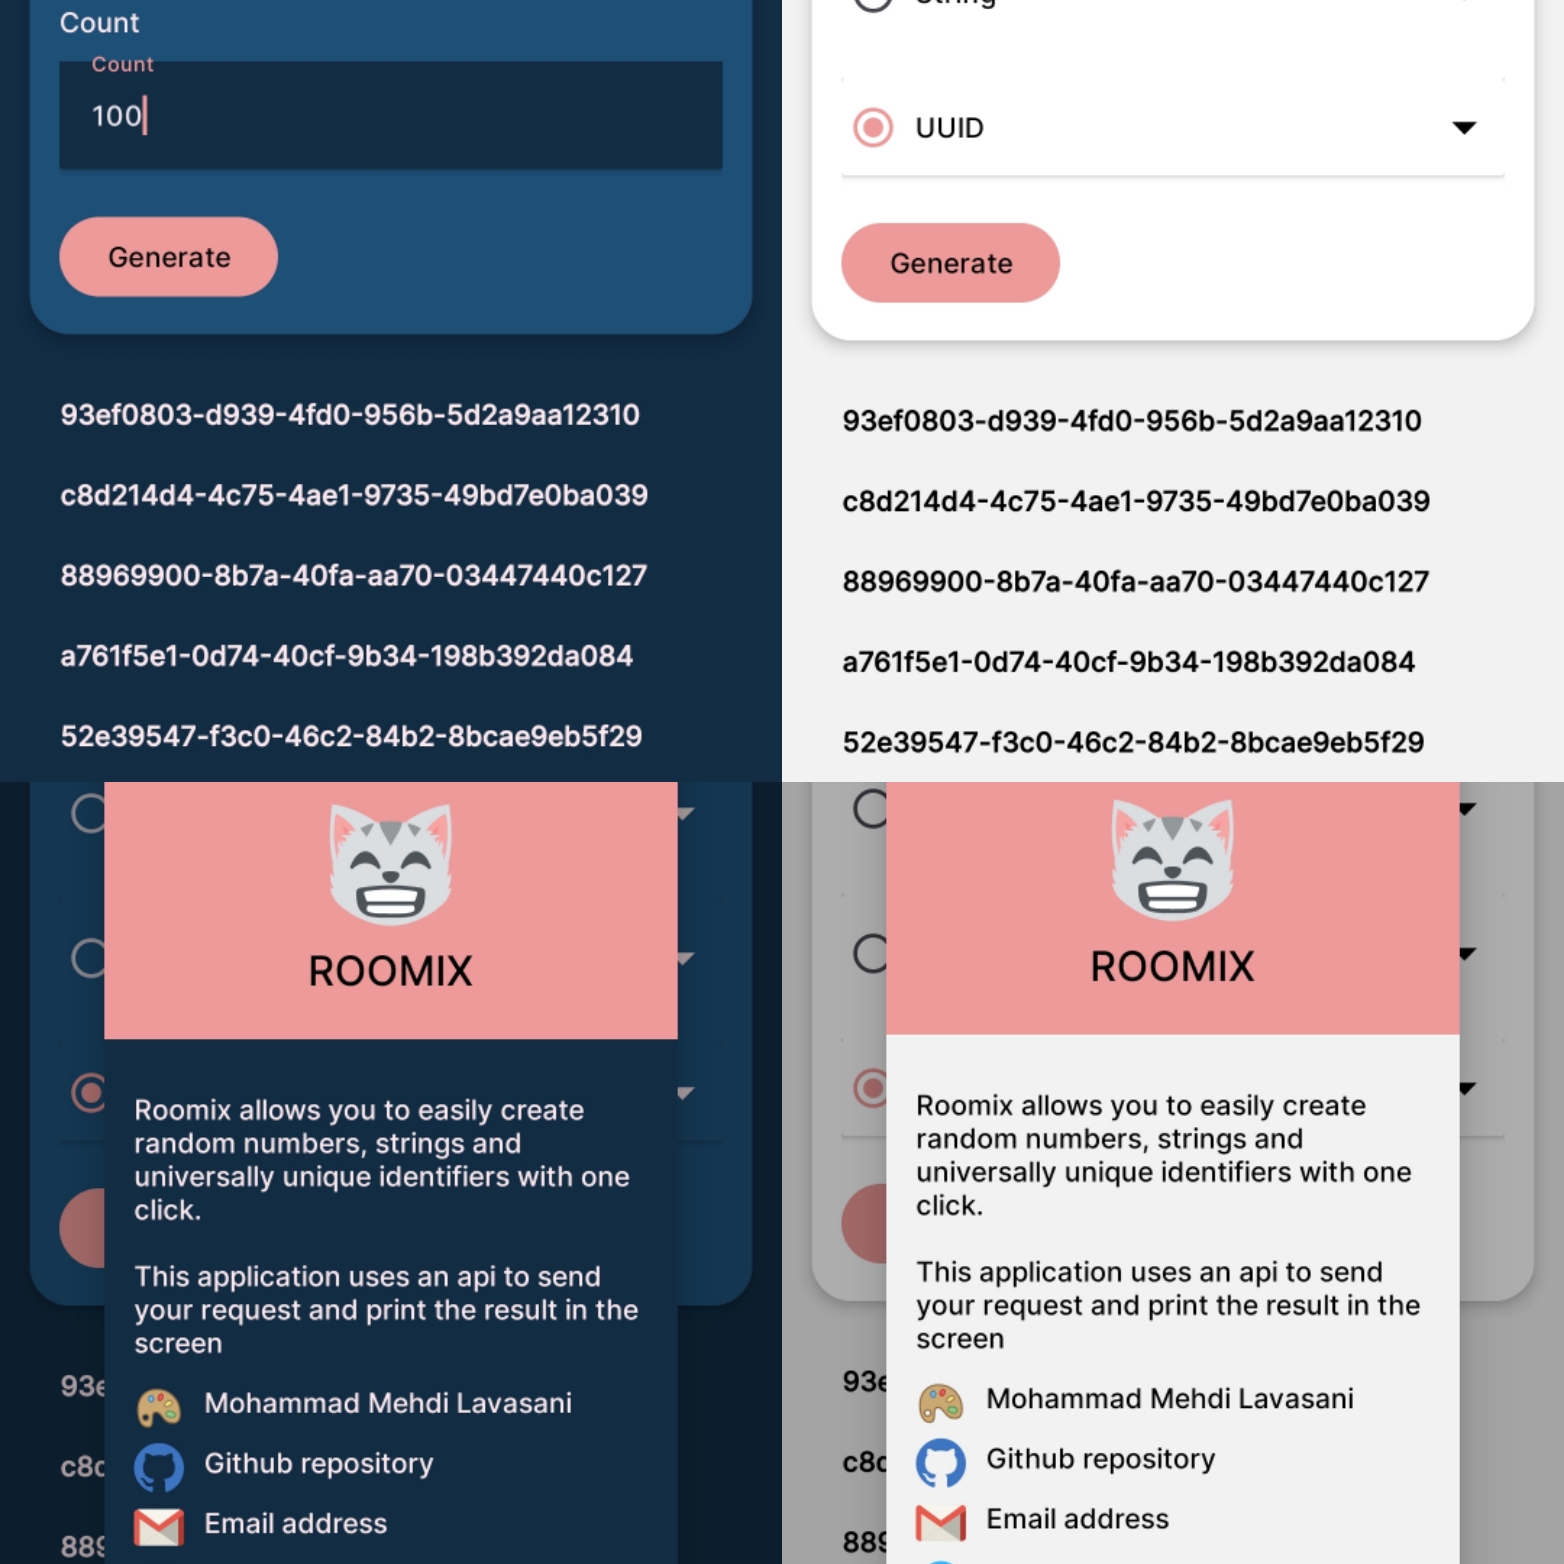 Count
Count
100
Generate
93ef0803-d939-4fd0-956b-5d2a9aa12310
c8d214d4-4c75-4ae1-9735-49bd7e0ba039
88969900-8b7a-40fa-aa70-03447440c127
a761f5e1-0d74-40cf-9b34-198b392da084
52e39547-f3c0-46c2-84b2-8bcae9eb5f29
String
UUID
Generate
93ef0803-d939-4fd0-956b-5d2a9aa12310
c8d214d4-4c75-4ae1-9735-49bd7e0ba039
88969900-8b7a-40fa-aa70-03447440c127
a761f5e1-0d74-40cf-9b34-198b392da084
52e39547-f3c0-46c2-84b2-8bcae9eb5f29
ROOMIX
Roomix allows you to easily create
random numbers, strings and
universally unique identifiers with one
click.
This application uses an api to send
your request and print the result in the
screen
93e
Mohammad Mehdi Lavasani
c8d
Github repository
889
Email address
ROOMIX
Roomix allows you to easily create
random numbers, strings and
universally unique identifiers with one
click.
This application uses an api to send
your request and print the result in the
screen
93e
Mohammad Mehdi Lavasani
c8d
Github repository
889
Email address